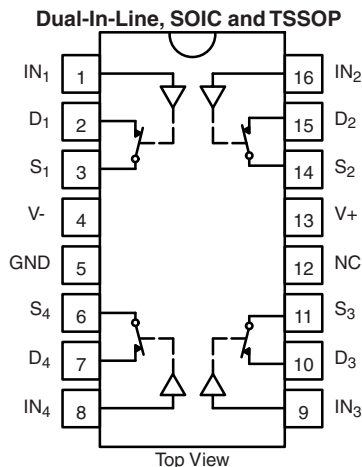 Dual-In-Line, SOIC and TSSOP
IN1 1 16 IN2
D1 2 15 D2
S1 3 14 S2
V- 4 13 V+
GND 5 12 NC
S4 6 11 S3
D4 7 10 D3
IN4 8 9 IN3
Top View